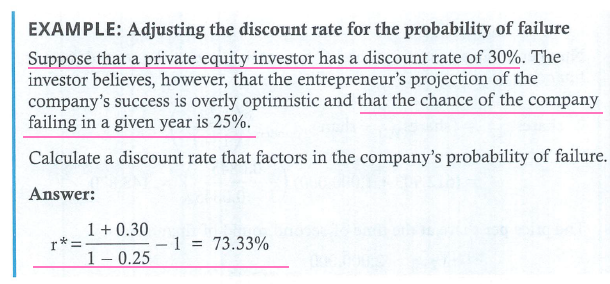 EXAMPLE: Adjusting the discount rate for the probability of failure
Suppose that a private equity investor has a discount rate of 30%. The
investor believes, however, that the entrepreneur's projection of the
company's success is overly optimistic and that the chance of the company
failing in a given year is 25%.
Calculate a discount rate that factors in the company's probability of failure.
Answer:
r* = (1 + 0.30) / (1 − 0.25) − 1 = 73.33%